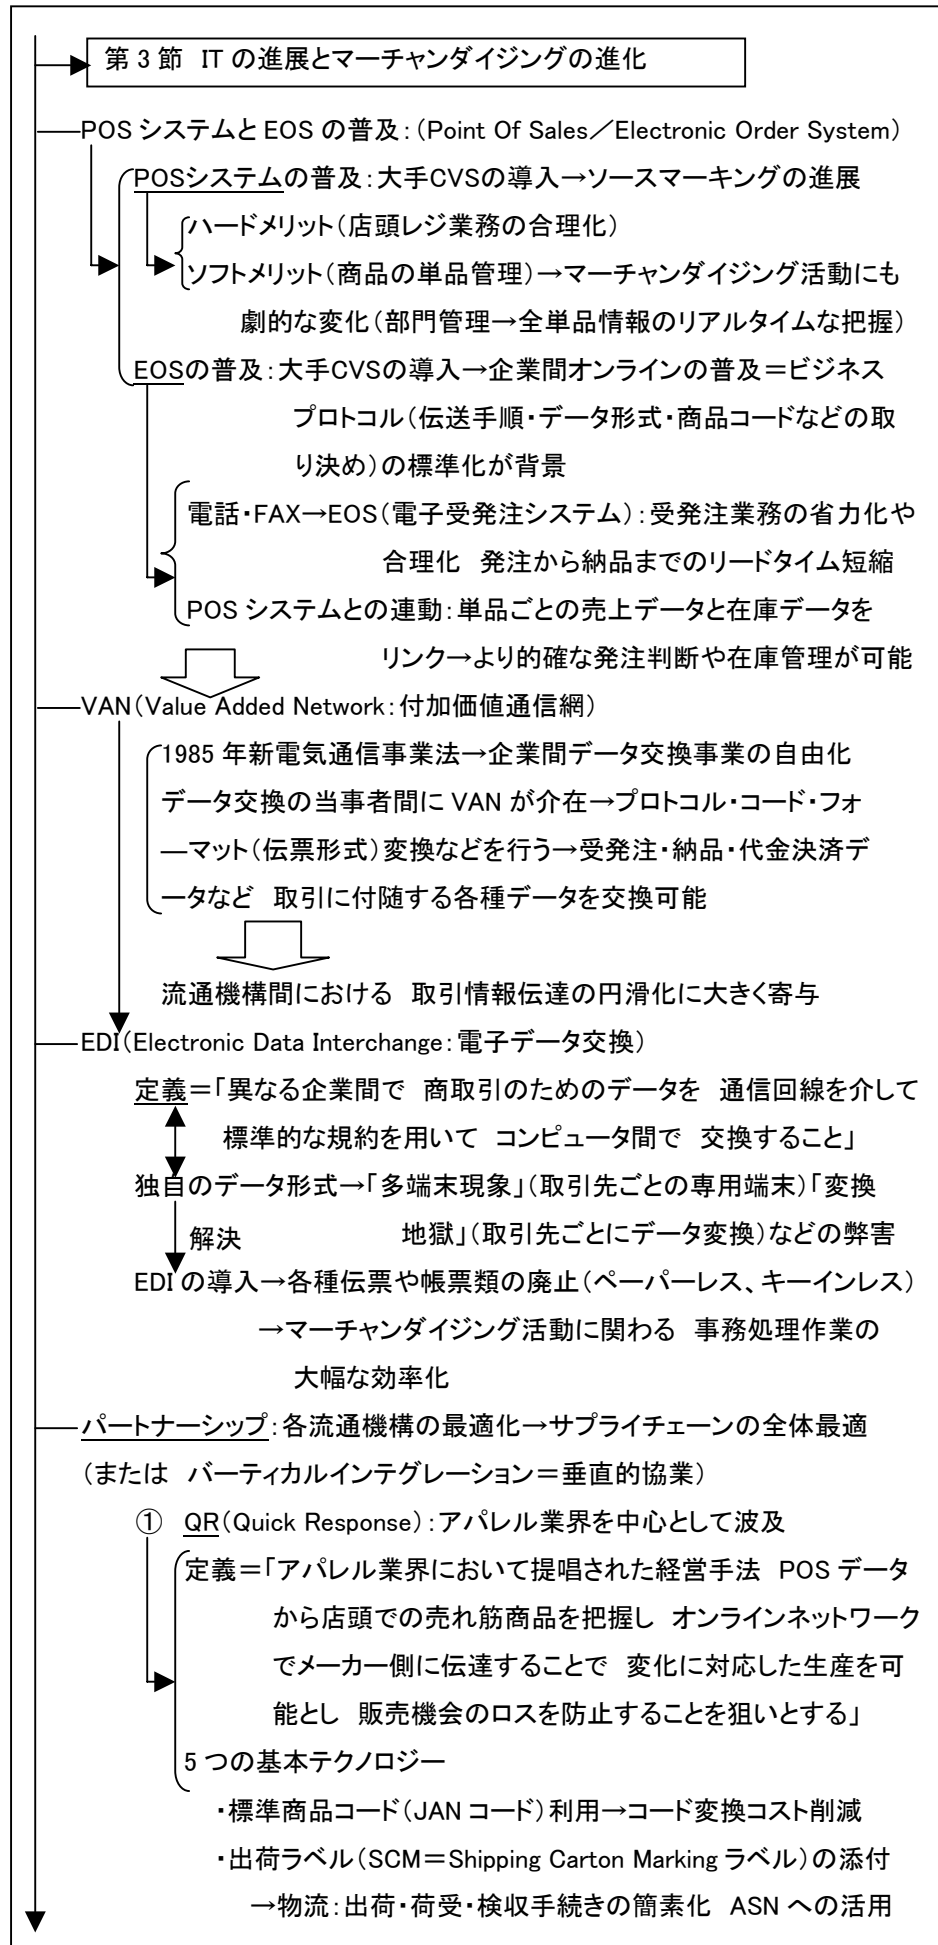 第3節 ITの進展とマーチャンダイジングの進化
POSシステムとEOSの普及：(Point Of Sales／Electronic Order System)
POSシステムの普及：大手CVSの導入→ソースマーキングの進展
ハードメリット(店頭レジ業務の合理化)
ソフトメリット(商品の単品管理)→マーチャンダイジング活動にも
劇的な変化(部門管理→全単品情報のリアルタイムな把握)
EOSの普及：大手CVSの導入→企業間オンラインの普及＝ビジネス
プロトコル(伝送手順・データ形式・商品コードなどの取
り決め)の標準化が背景
電話・FAX→EOS(電子受発注システム)：受発注業務の省力化や
合理化 発注から納品までのリードタイム短縮
POSシステムとの連動：単品ごとの売上データと在庫データを
リンク→より的確な発注判断や在庫管理が可能
VAN(Value Added Network：付加価値通信網)
1985年新電気通信事業法→企業間データ交換事業の自由化
データ交換の当事者間にVANが介在→プロトコル・コード・フォ
―マット(伝票形式)変換などを行う→受発注・納品・代金決済デ
ータなど 取引に付随する各種データを交換可能
流通機構間における 取引情報伝達の円滑化に大きく寄与
EDI(Electronic Data Interchange：電子データ交換)
定義＝「異なる企業間で 商取引のためのデータを 通信回線を介して
標準的な規約を用いて コンピュータ間で 交換すること」
独自のデータ形式→「多端末現象」(取引先ごとの専用端末)「変換
解決 地獄」(取引先ごとにデータ変換)などの弊害
EDIの導入→各種伝票や帳票類の廃止(ペーパーレス、キーインレス)
→マーチャンダイジング活動に関わる 事務処理作業の
大幅な効率化
パートナーシップ：各流通機構の最適化→サプライチェーンの全体最適
(または バーティカルインテグレーション＝垂直的協業)
① QR(Quick Response)：アパレル業界を中心として波及
定義＝「アパレル業界において提唱された経営手法 POSデータ
から店頭での売れ筋商品を把握し オンラインネットワーク
でメーカー側に伝達することで 変化に対応した生産を可
能とし 販売機会のロスを防止することを狙いとする」
5つの基本テクノロジー
・標準商品コード(JANコード)利用→コード変換コスト削減
・出荷ラベル(SCM＝Shipping Carton Markingラベル)の添付
→物流：出荷・荷受・検収手続きの簡素化 ASNへの活用